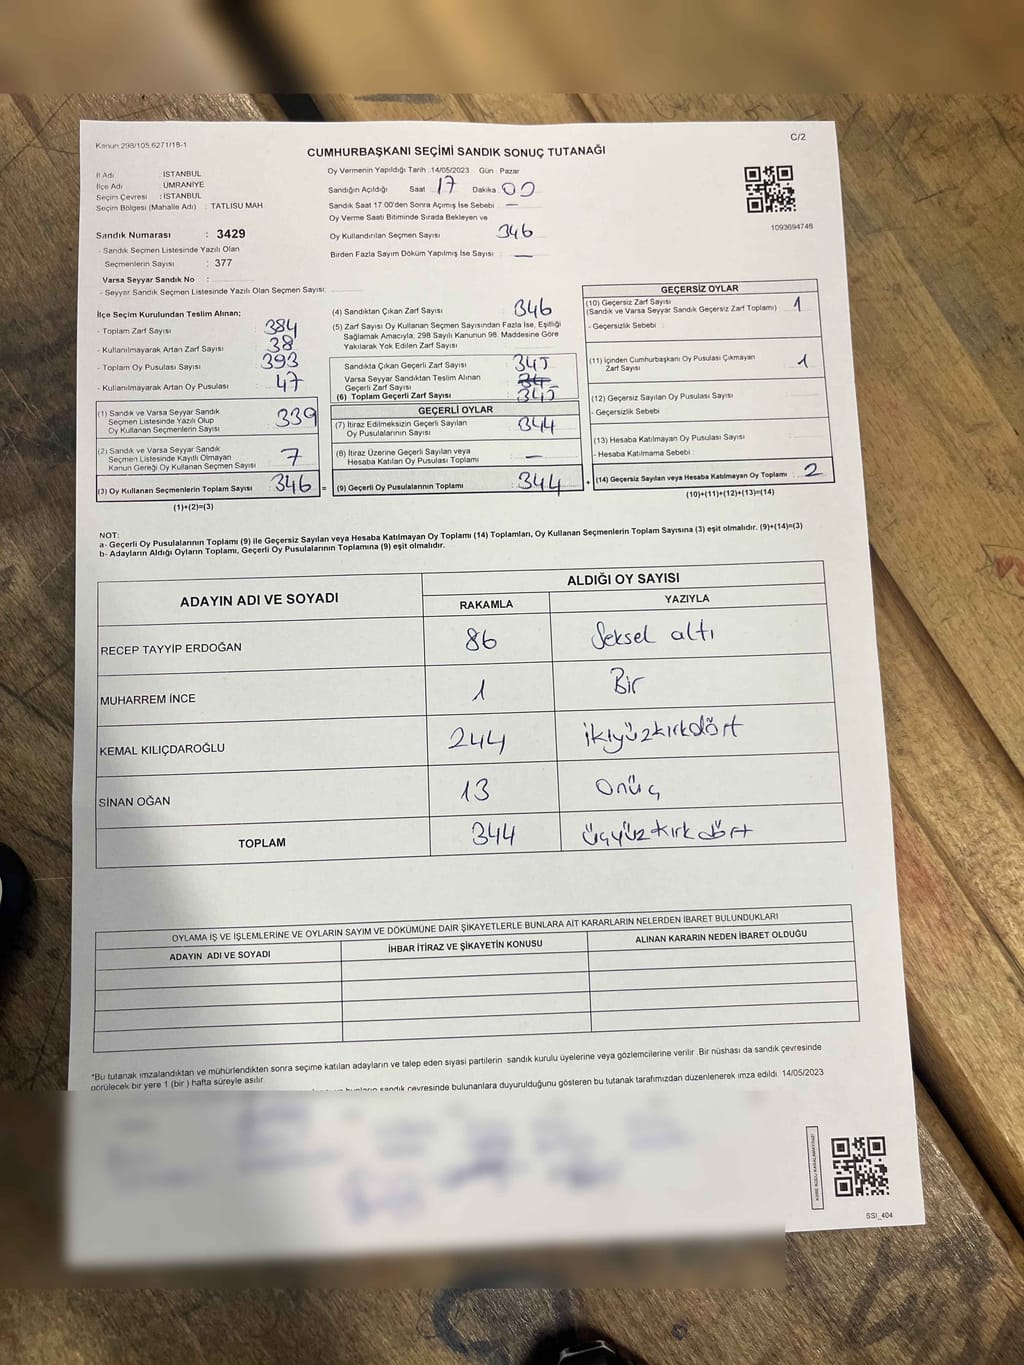 Kanun 298/105:6271/18-1
C/2
CUMHURBAŞKANI SEÇİMİ SANDIK SONUÇ TUTANAĞI
İl Adı : İSTANBUL
İlçe Adı : ÜMRANİYE
Seçim Çevresi : İSTANBUL
Seçim Bölgesi (Mahalle Adı) : TATLISU MAH
Sandık Numarası : 3429
- Sandık Seçmen Listesinde Yazılı Olan
Seçmenlerin Sayısı : 377
Varsa Seyyar Sandık No :
- Seyyar Sandık Seçmen Listesinde Yazılı Olan Seçmen Sayısı:
Oy Vermenin Yapıldığı Tarih :14/05/2023 Gün : Pazar
Sandığın Açıldığı Saat : 17 Dakika : 00
Sandık Saat 17.00'den Sonra Açımış İse Sebebi : —
Oy Verme Saati Bitiminde Sırada Bekleyen ve
Oy Kullandırılan Seçmen Sayısı 346
Birden Fazla Sayım Döküm Yapılmış İse Sayısı : —
1093694746
İlçe Seçim Kurulundan Teslim Alınan;
- Toplam Zarf Sayısı : 384
- Kullanılmayarak Artan Zarf Sayısı : 38
- Toplam Oy Pusulası Sayısı : 393
- Kullanılmayarak Artan Oy Pusulası : 47
(1) Sandık ve Varsa Seyyar Sandık
Seçmen Listesinde Yazılı Olup
Oy Kullanan Seçmenlerin Sayısı : 339
(2) Sandık ve Varsa Seyyar Sandık
Seçmen Listesinde Kayıtlı Olmayan
Kanun Gereği Oy Kullanan Seçmen Sayısı : 7
(3) Oy Kullanan Seçmenlerin Toplam Sayısı : 346
(1)+(2)=(3)
(4) Sandıktan Çıkan Zarf Sayısı : 346
(5) Zarf Sayısı Oy Kullanan Seçmen Sayısından Fazla İse, Eşitliği
Sağlamak Amacıyla, 298 Sayılı Kanunun 98. Maddesine Göre
Yakılarak Yok Edilen Zarf Sayısı :
Sandıkta Çıkan Geçerli Zarf Sayısı : 345
Varsa Seyyar Sandıktan Teslim Alınan
Geçerli Zarf Sayısı :
(6) Toplam Geçerli Zarf Sayısı : 345
GEÇERLİ OYLAR
(7) İtiraz Edilmeksizin Geçerli Sayılan
Oy Pusulalarının Sayısı : 344
(8) İtiraz Üzerine Geçerli Sayılan veya
Hesaba Katılan Oy Pusulası Toplamı : —
= (9) Geçerli Oy Pusulalarının Toplamı : 344
GEÇERSİZ OYLAR
(10) Geçersiz Zarf Sayısı
(Sandık ve Varsa Seyyar Sandık Geçersiz Zarf Toplamı) : 1
- Geçersizlik Sebebi :
(11) İçinden Cumhurbaşkanı Oy Pusulası Çıkmayan
Zarf Sayısı : 1
(12) Geçersiz Sayılan Oy Pusulası Sayısı :
- Geçersizlik Sebebi
(13) Hesaba Katılmayan Oy Pusulası Sayısı :
- Hesaba Katılmama Sebebi
+ (14) Geçersiz Sayılan veya Hesaba Katılmayan Oy Toplamı : 2
(10)+(11)+(12)+(13)=(14)
NOT:
a- Geçerli Oy Pusulalarının Toplamı (9) ile Geçersiz Sayılan veya Hesaba Katılmayan Oy Toplamı (14) Toplamları, Oy Kullanan Seçmenlerin Toplam Sayısına (3) eşit olmalıdır. (9)+(14)=(3)
b- Adayların Aldığı Oyların Toplamı, Geçerli Oy Pusulalarının Toplamına (9) eşit olmalıdır.
ADAYIN ADI VE SOYADI
ALDIĞI OY SAYISI
RAKAMLA YAZIYLA
RECEP TAYYİP ERDOĞAN 86 Seksel altı
MUHARREM İNCE 1 Bir
KEMAL KILIÇDAROĞLU 244 ikiyüzkırkdört
SİNAN OĞAN 13 onüç
TOPLAM 344 üçyüzkırkdört
OYLAMA İŞ VE İŞLEMLERİNE VE OYLARIN SAYIM VE DÖKÜMÜNE DAİR ŞİKAYETLERLE BUNLARA AİT KARARLARIN NELERDEN İBARET BULUNDUKLARI
ADAYIN ADI VE SOYADI İHBAR İTİRAZ VE ŞİKAYETİN KONUSU ALINAN KARARIN NEDEN İBARET OLDUĞU
*Bu tutanak imzalandıktan ve mühürlendikten sonra seçime katılan adayların ve talep eden siyasi partilerin sandık kurulu üyelerine veya gözlemcilerine verilir. Bir nüshası da sandık çevresinde
görülecek bir yere 1 (bir ) hafta süreyle asılır.
bunların sandık çevresinde bulunanlara duyurulduğunu gösteren bu tutanak tarafımızdan düzenlenerek imza edildi. 14/05/2023
SSI_404